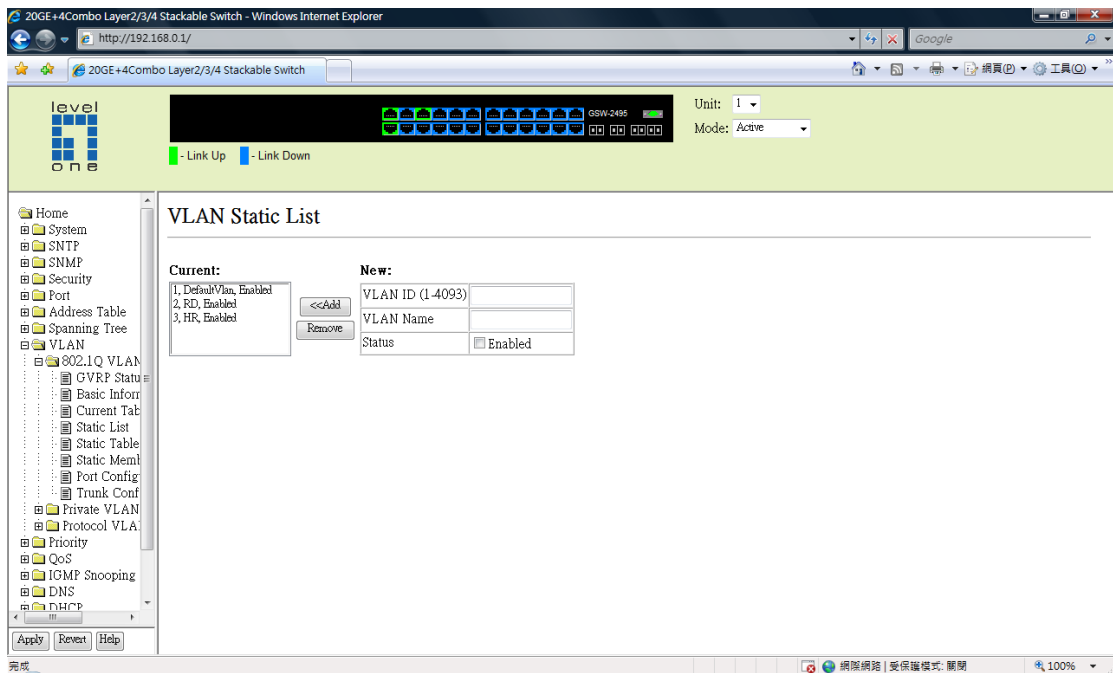 20GE+4Combo Layer2/3/4 Stackable Switch - Windows Internet Explorer
http://192.168.0.1/
Google
20GE+4Combo Layer2/3/4 Stackable Switch
網頁(P)
工具(O)
level
one
GSW-2495
- Link Up
- Link Down
Unit: 1
Mode: Active
Home
System
SNTP
SNMP
Security
Port
Address Table
Spanning Tree
VLAN
802.1Q VLAN
GVRP Statu
Basic Inforr
Current Tab
Static List
Static Table
Static Meml
Port Config
Trunk Conf
Private VLAN
Protocol VLA
Priority
QoS
IGMP Snooping
DNS
DHCP
Apply
Revert
Help
VLAN Static List
Current:
1, DefaultVlan, Enabled
2, RD, Enabled
3, HR, Enabled
<<Add
Remove
New:
VLAN ID (1-4093)
VLAN Name
Status
Enabled
完成
網際網路 | 受保護模式: 關閉
100%